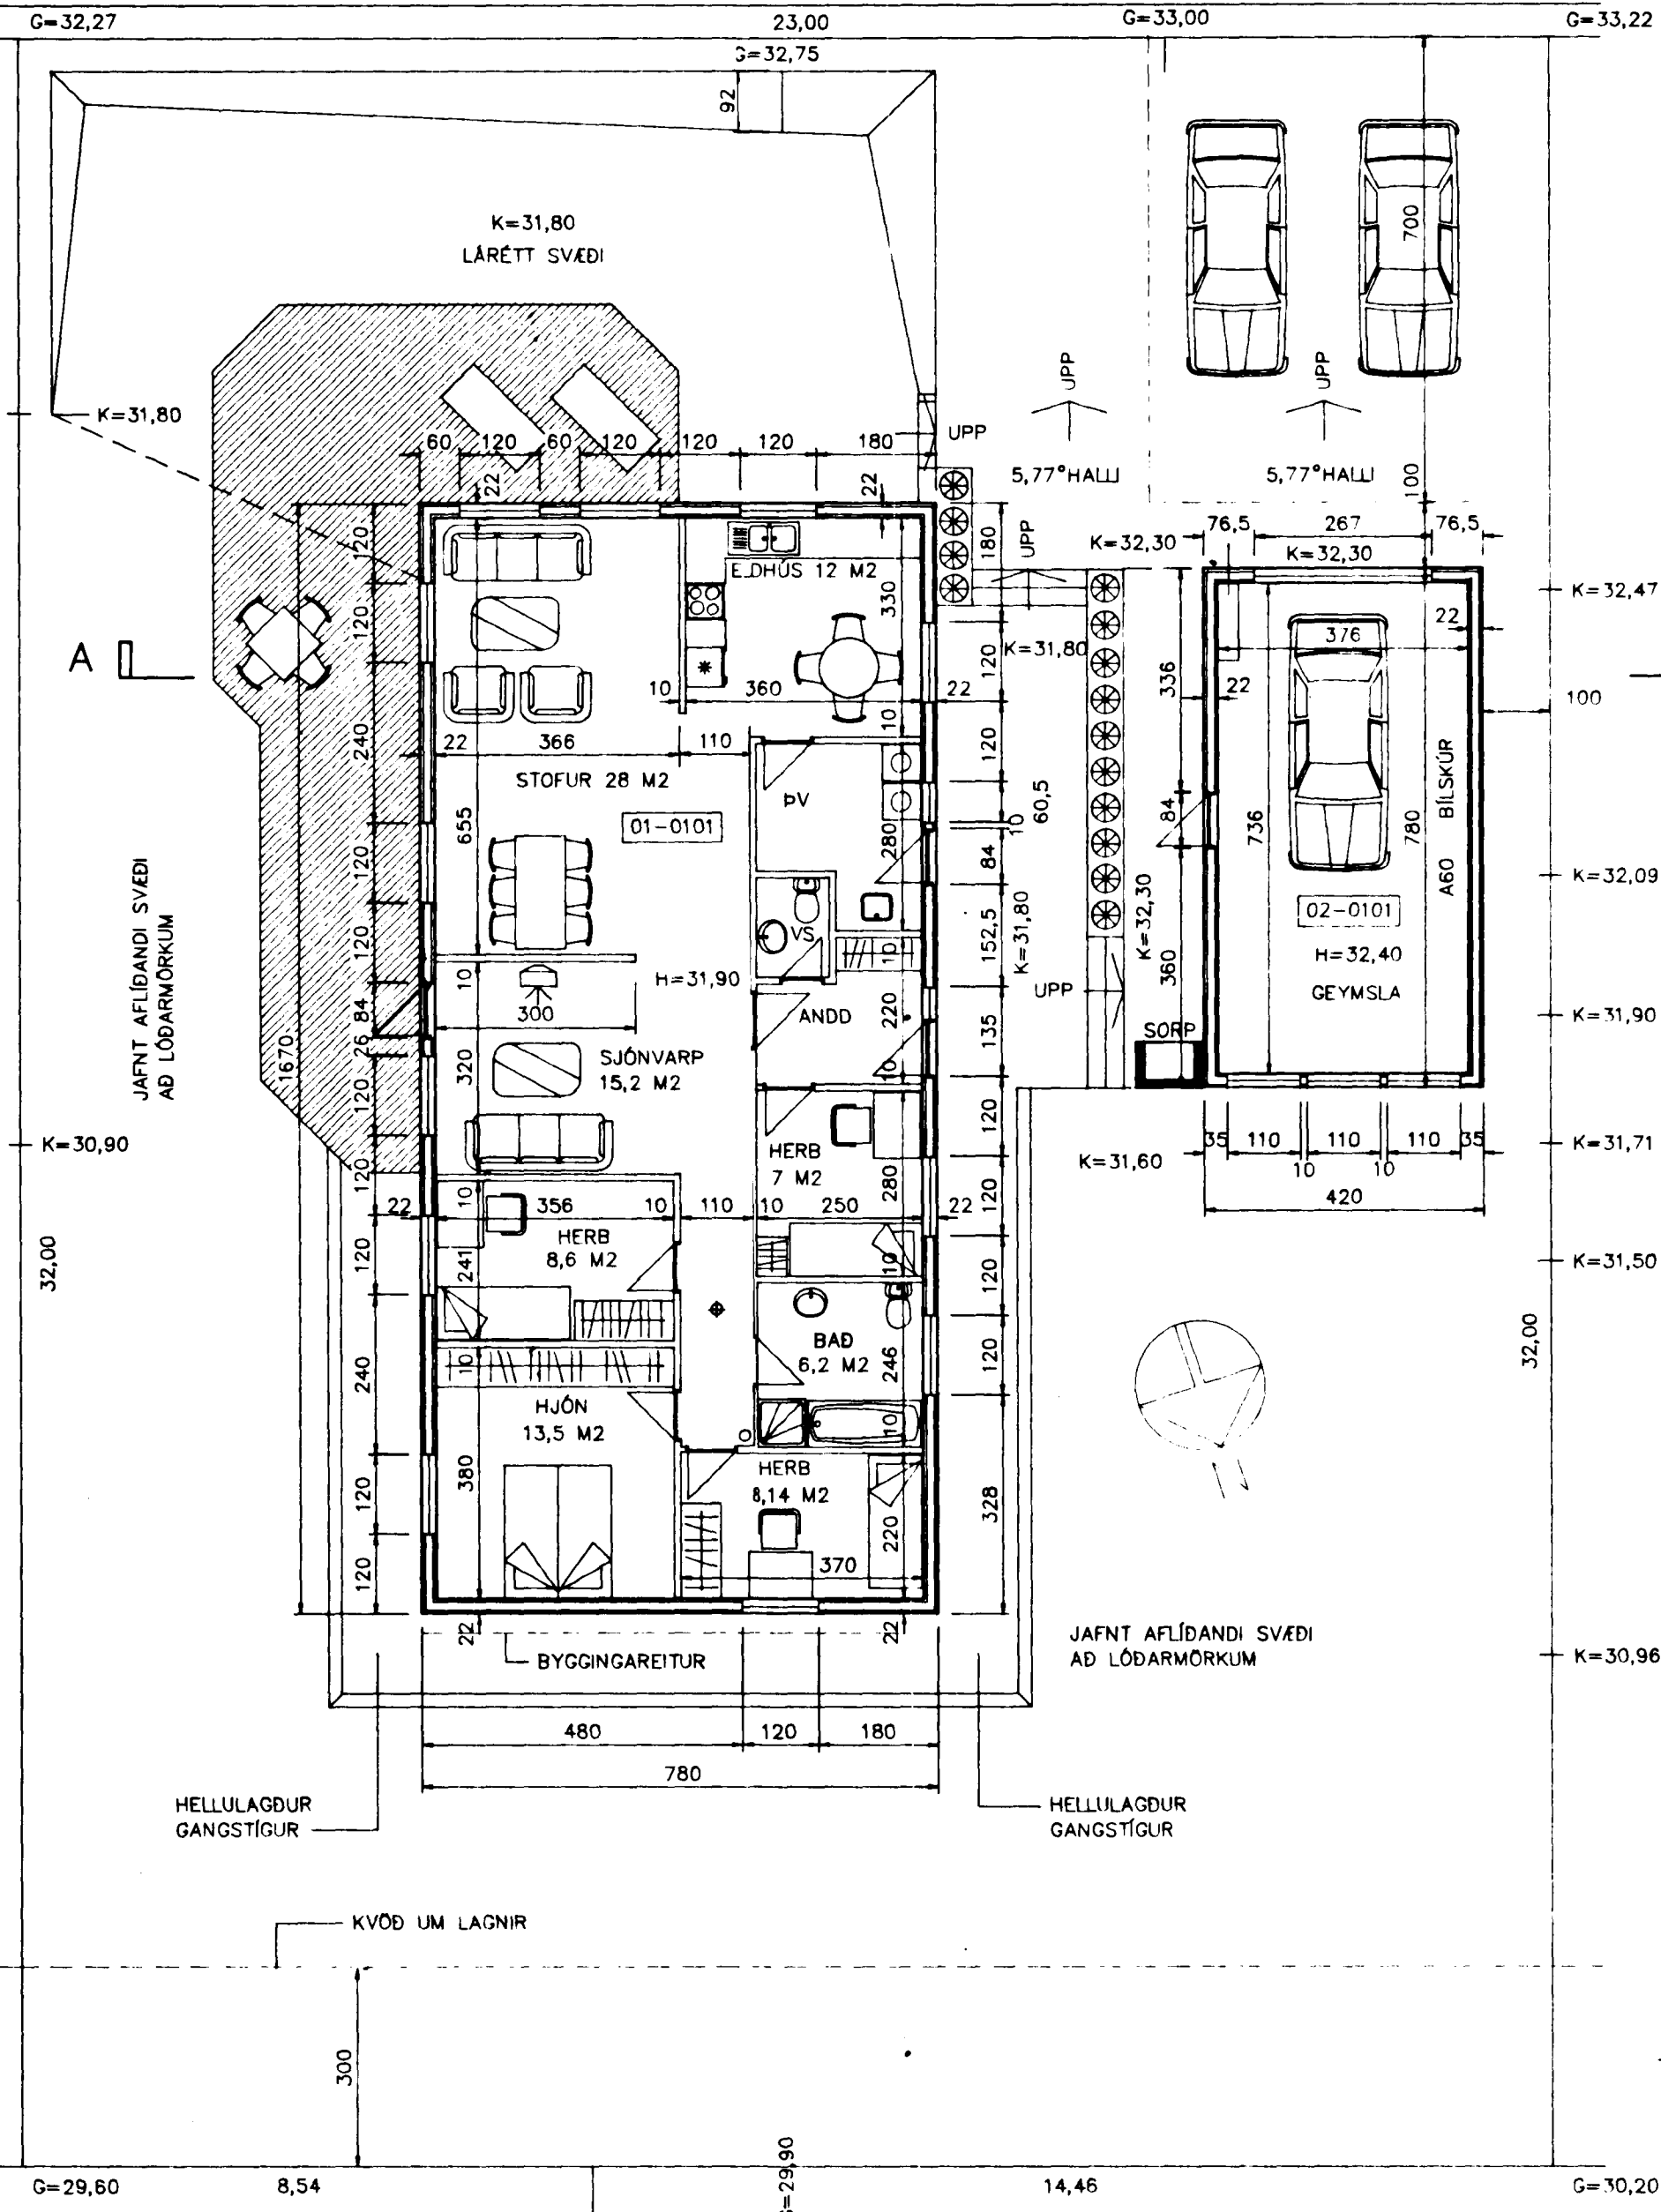 G=32,27
23,00
G=33,00
G=33,22
G=32,75
92
K=31,80
LÁRÉTT SVÆÐI
700
K=31,80
UPP
UPP
UPP
5,77°HALLI
5,77°HALLI
100
60 120 60 120 120 120 180
22
22
76,5 267 76,5
K=32,30
K=32,30
K=32,47
120
180
UPP
ELDHÚS 12 M2
330
376
22
A
120
K=31,80
120
336
22
100
10 360
22
240
22 366 110
10
120
STOFUR 28 M2
ÞV
01-0101
655
280
10
60,5
84
84
736
780
A60 BÍLSKÚR
JAFNT AFLÍÐANDI SVÆÐI
AÐ LÓÐARMÖRKUM
120
K=32,09
VS
02-0101
120
10
152,5
K=31,80
K=32,30
360
H=32,40
GEYMSLA
10
H=31,90
UPP
300
84
ANDD
220
135
K=31,90
SORP
26
1670
320
SJÓNVARP
15,2 M2
10
120
120
K=30,90
HERB
7 M2
280
K=31,60
35 110 110 110 35
10 10
K=31,71
120
10
120
420
22 356 10 110 10 250 22
HERB
8,6 M2
241
120
10
120
K=31,50
32,00
BAÐ
6,2 M2
246
120
32,00
240
10
HJÓN
13,5 M2
10
380
HERB
8,14 M2
120
220
328
120
370
22
22
BYGGINGAREITUR
JAFNT AFLÍÐANDI SVÆÐI
AÐ LÓÐARMÖRKUM
K=30,96
480 120 180
780
HELLULAGÐUR
GANGSTÍGUR
HELLULAGÐUR
GANGSTÍGUR
KVÖÐ UM LAGNIR
300
G=29,60
8,54
=29,90
14,46
G=30,20